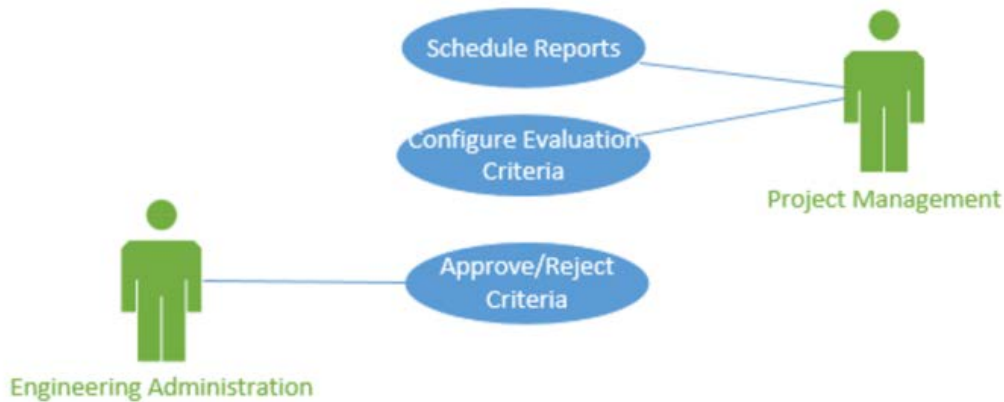 Schedule Reports
Configure Evaluation
Criteria
Project Management
Approve/Reject
Criteria
Engineering Administration